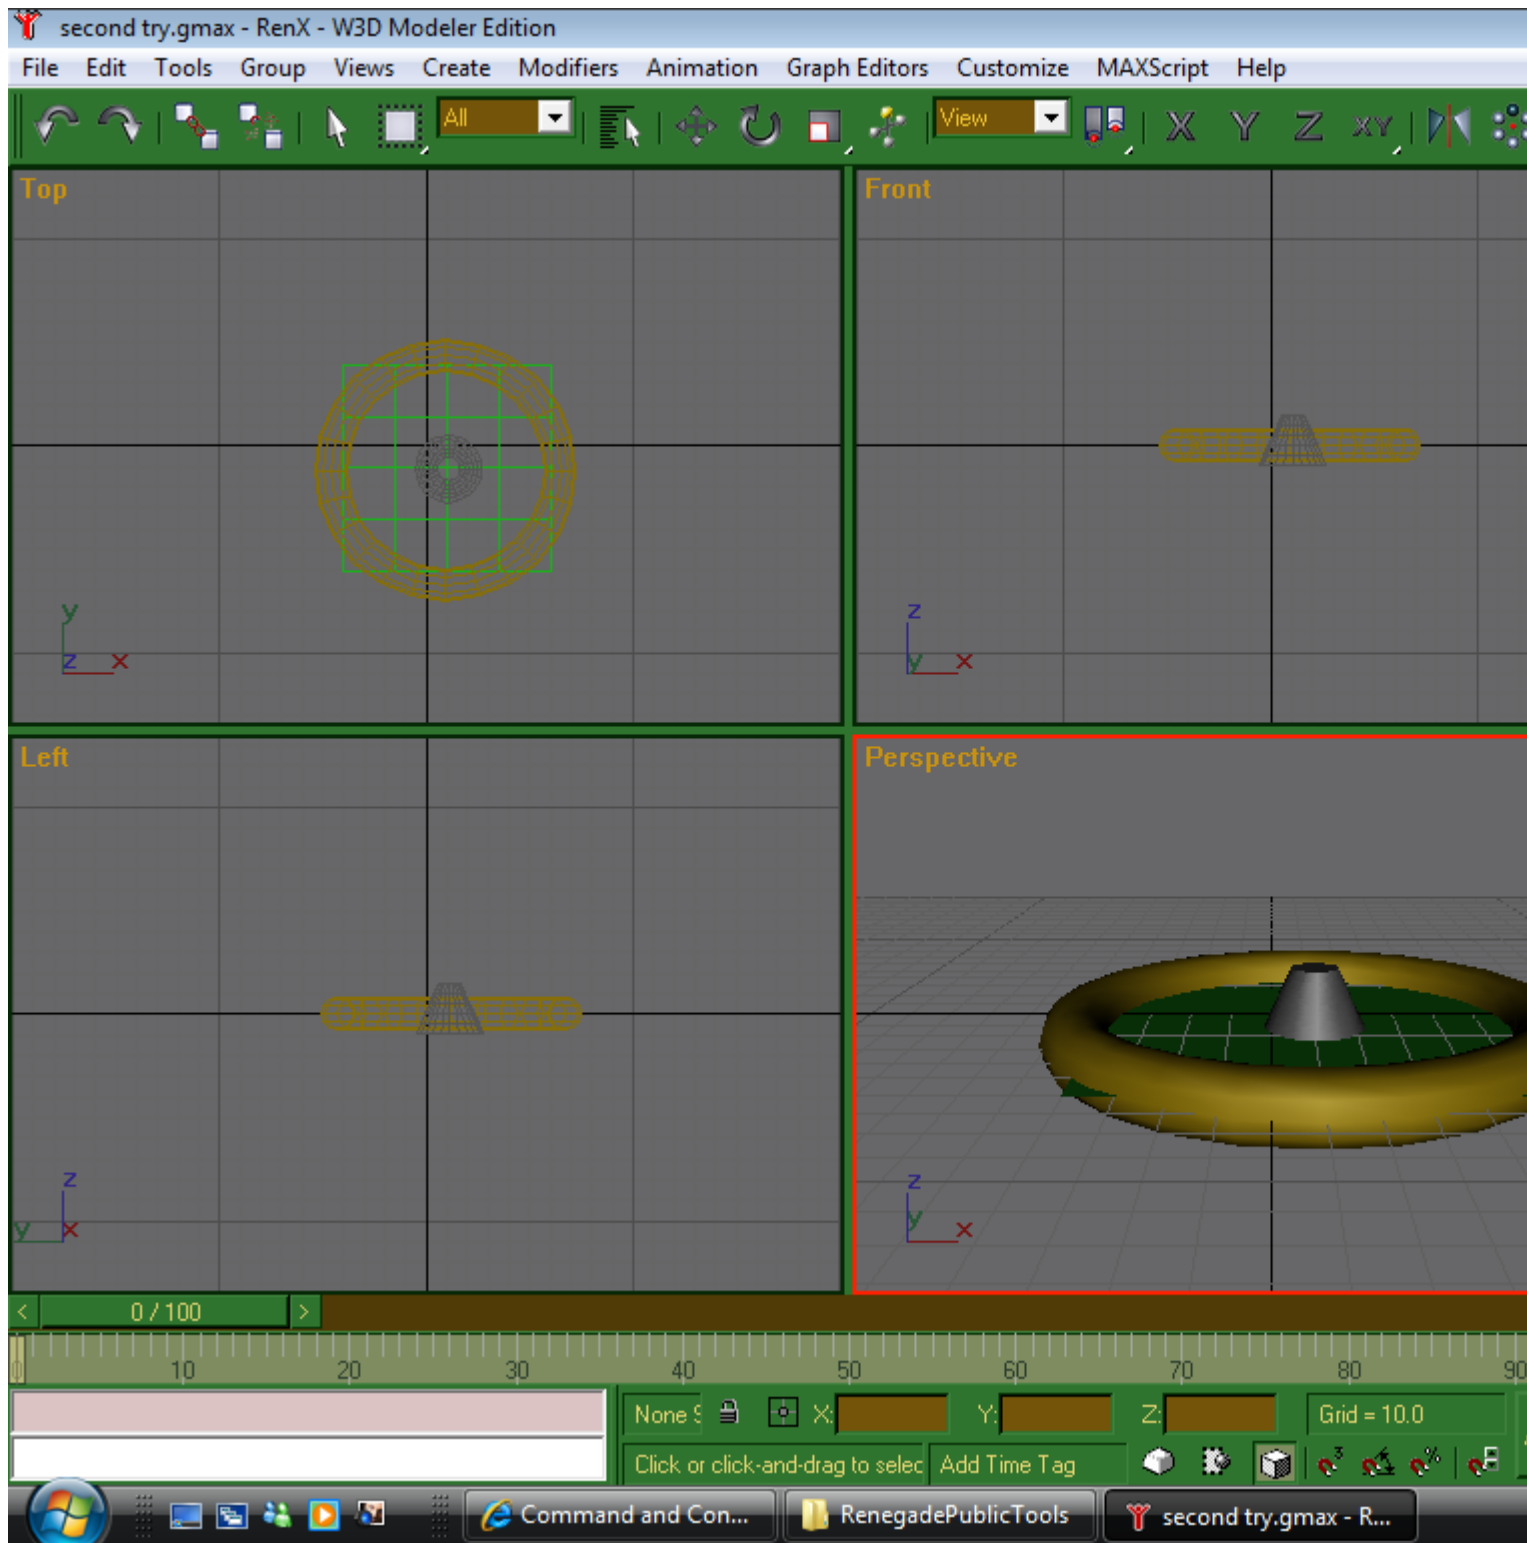 second try.gmax - RenX - W3D Modeler Edition
File Edit Tools Group Views Create Modifiers Animation Graph Editors Customize MAXScript Help
All View X Y Z XY
Top Front
y z
z x y x
Left Perspective
z z
y x y x
< 0 / 100 >
0 10 20 30 40 50 60 70 80 90
None S X: Y: Z: Grid = 10.0
Click or click-and-drag to selec Add Time Tag 3 %
Command and Con... RenegadePublicTools second try.gmax - R...